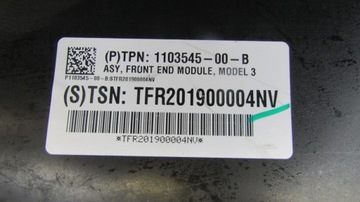 (P)TPN: 1103545-00-B
ASY, FRONT END MODULE, MODEL 3
P1103545-00-B:STFR201900004NV
(S)TSN: TFR201900004NV
*TFR201900004NV*